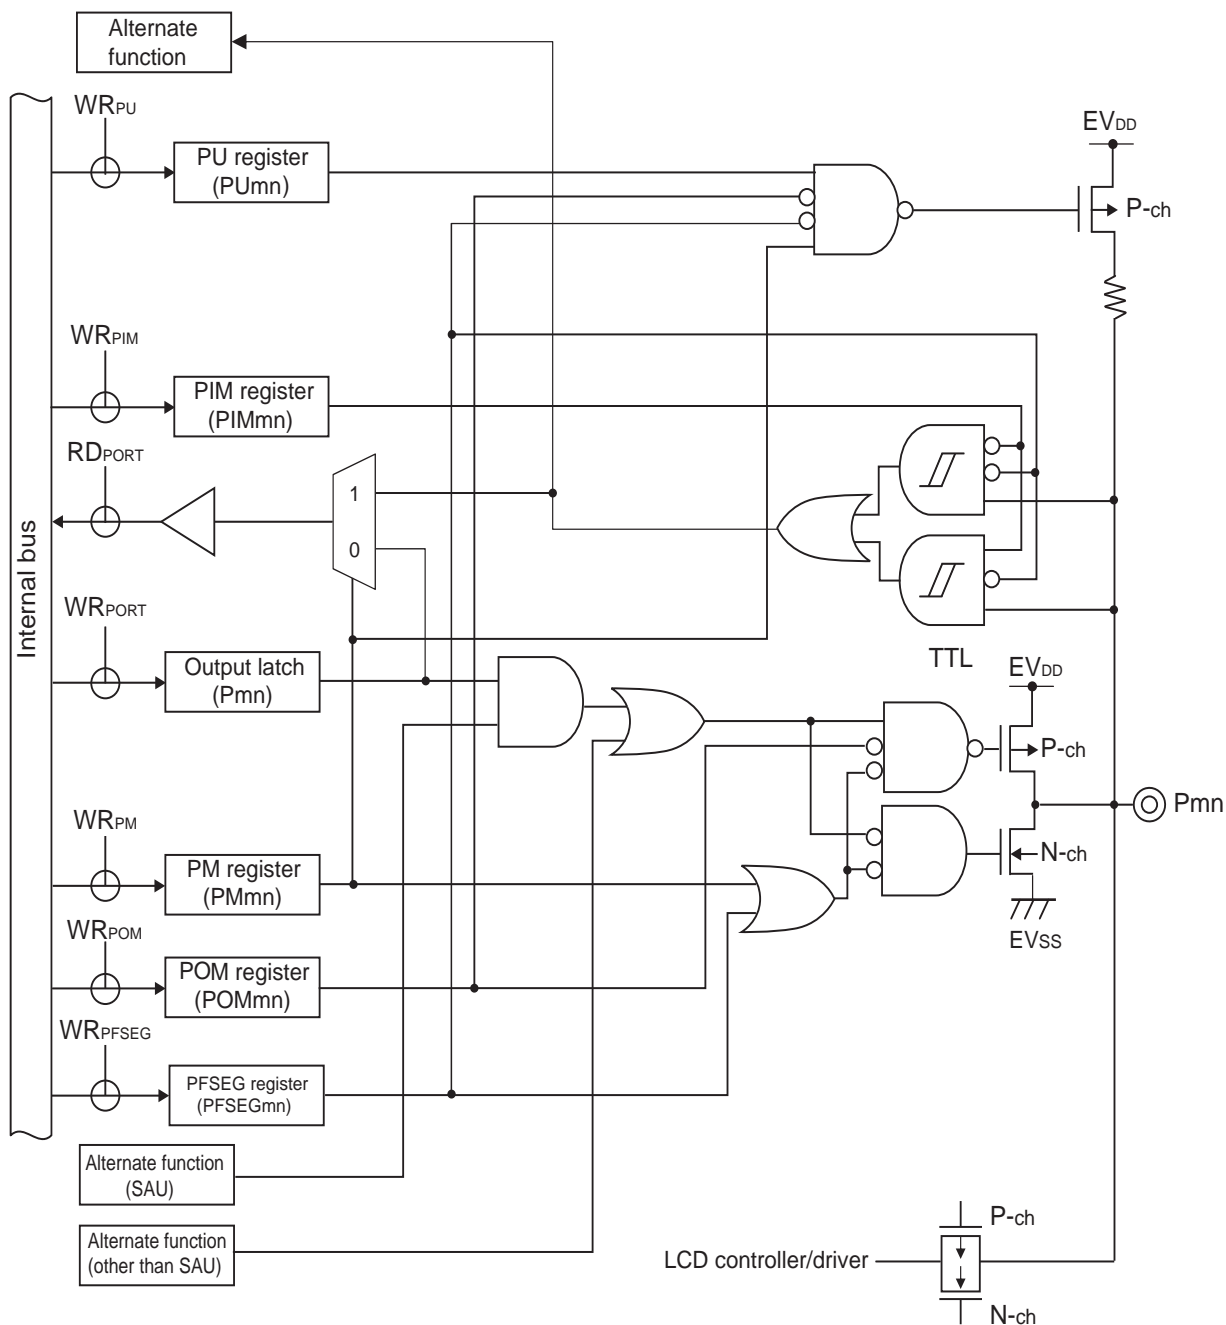 Alternate
function
WRPU
PU register
(PUmn)
EVDD
P-ch
WRPIM
PIM register
(PIMmn)
RDPORT
1
0
Internal bus
WRPORT
Output latch
(Pmn)
TTL
EVDD
P-ch
Pmn
N-ch
EVSS
WRPM
PM register
(PMmn)
WRPOM
POM register
(POMmn)
WRPFSEG
PFSEG register
(PFSEGmn)
Alternate function
(SAU)
Alternate function
(other than SAU)
P-ch
LCD controller/driver
N-ch